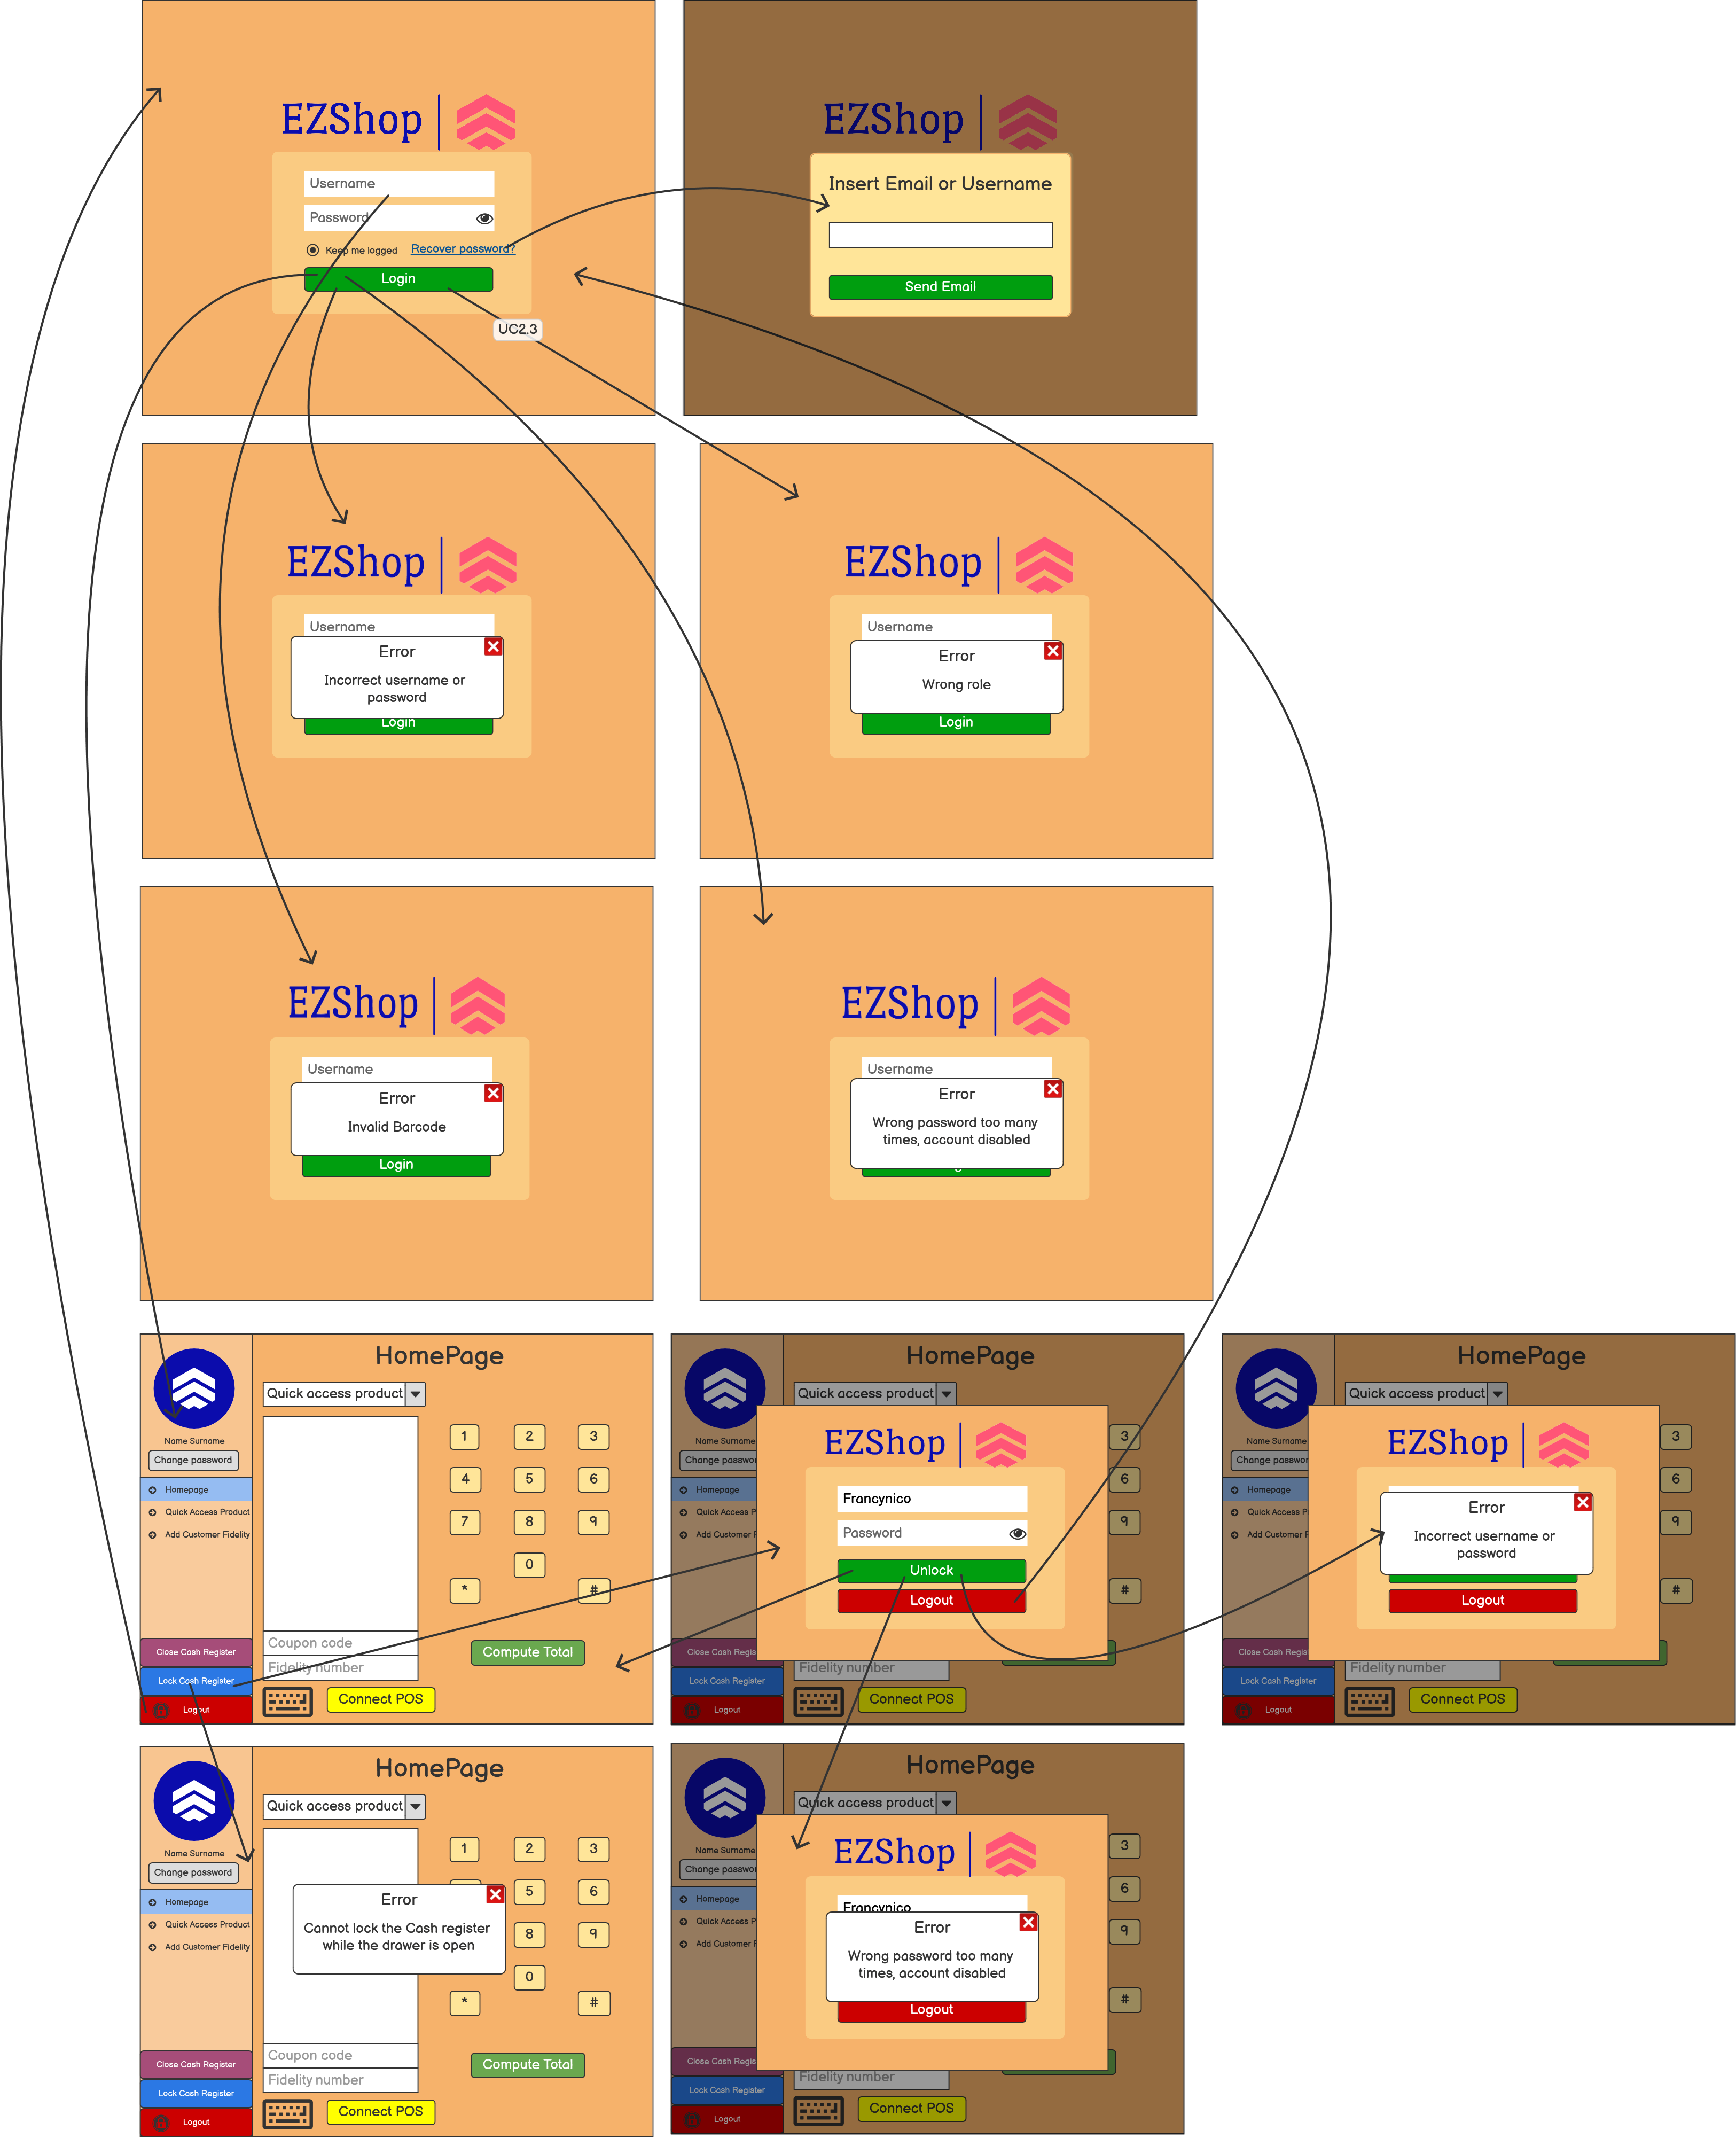 EZShop
Username
Password
Keep me logged Recover password?
Login
UC2.3
EZShop
Insert Email or Username
Send Email
EZShop
Username
Error
Incorrect username or
password
Login
EZShop
Username
Error
Wrong role
Login
EZShop
Username
Error
Invalid Barcode
Login
EZShop
Username
Error
Wrong password too many
times, account disabled
HomePage
Quick access product
Name Surname
Change password
Homepage
Quick Access Product
Add Customer Fidelity
Close Cash Register
Lock Cash Register
Logout
1 2 3
4 5 6
7 8 9
0
* #
Coupon code
Fidelity number
Compute Total
Connect POS
HomePage
Quick access product
Name Surname
Change passwor
Homepage
Quick Access P
Add Customer F
Close Cash Regis
Lock Cash Register
Logout
EZShop
Francynico
Password
Unlock
Logout
3
6
9
#
Fidelity number
Connect POS
HomePage
Quick access product
Name Surname
Change passwor
Homepage
Quick Access P
Add Customer F
Close Cash Regis
Lock Cash Register
Logout
EZShop
Error
Incorrect username or
password
Logout
3
6
9
#
Fidelity number
Connect POS
HomePage
Quick access product
Name Surname
Change password
Homepage
Quick Access Product
Add Customer Fidelity
Close Cash Register
Lock Cash Register
Logout
1 2 3
5 6
8 9
0
* #
Error
Cannot lock the Cash register
while the drawer is open
Coupon code
Fidelity number
Compute Total
Connect POS
HomePage
Quick access product
Name Surname
Change passwor
Homepage
Quick Access P
Add Customer F
Close Cash Regis
Lock Cash Register
Logout
EZShop
Francynico
Error
Wrong password too many
times, account disabled
Logout
3
6
9
#
Fidelity number
Connect POS